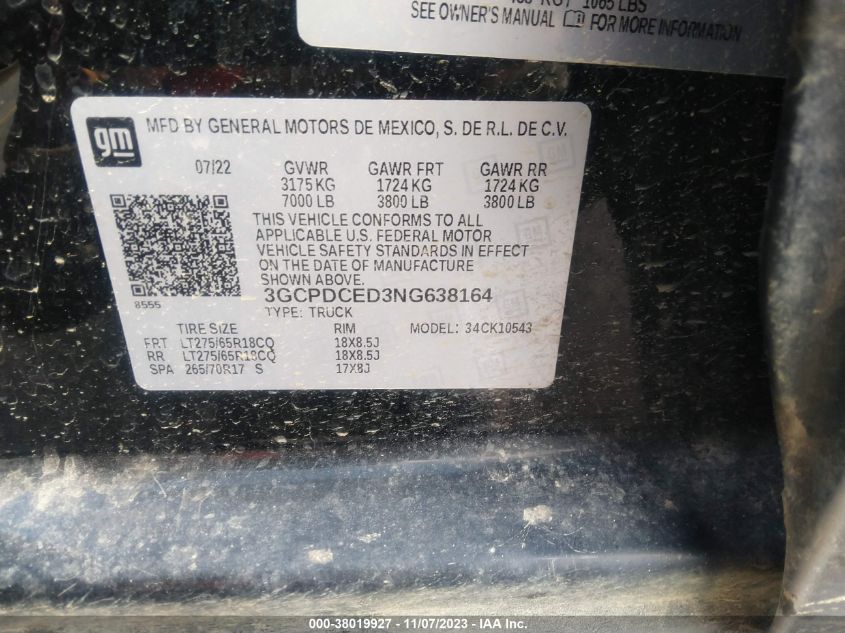 1065 LBS
SEE OWNER'S MANUAL FOR MORE INFORMATION
gm MFD BY GENERAL MOTORS DE MEXICO, S. DE R.L. DE C.V.
07/22 GVWR GAWR FRT GAWR RR
3175 KG 1724 KG 1724 KG
7000 LB 3800 LB 3800 LB
THIS VEHICLE CONFORMS TO ALL
APPLICABLE U.S. FEDERAL MOTOR
VEHICLE SAFETY STANDARDS IN EFFECT
ON THE DATE OF MANUFACTURE
SHOWN ABOVE.
8555 3GCPDCED3NG638164
TYPE: TRUCK
TIRE SIZE RIM MODEL: 34CK10543
FRT LT275/65R18CQ 18X8.5J
RR LT275/65R18CQ 18X8.5J
SPA 265/70R17 S 17X8J
000-38019927 - 11/07/2023 - IAA Inc.